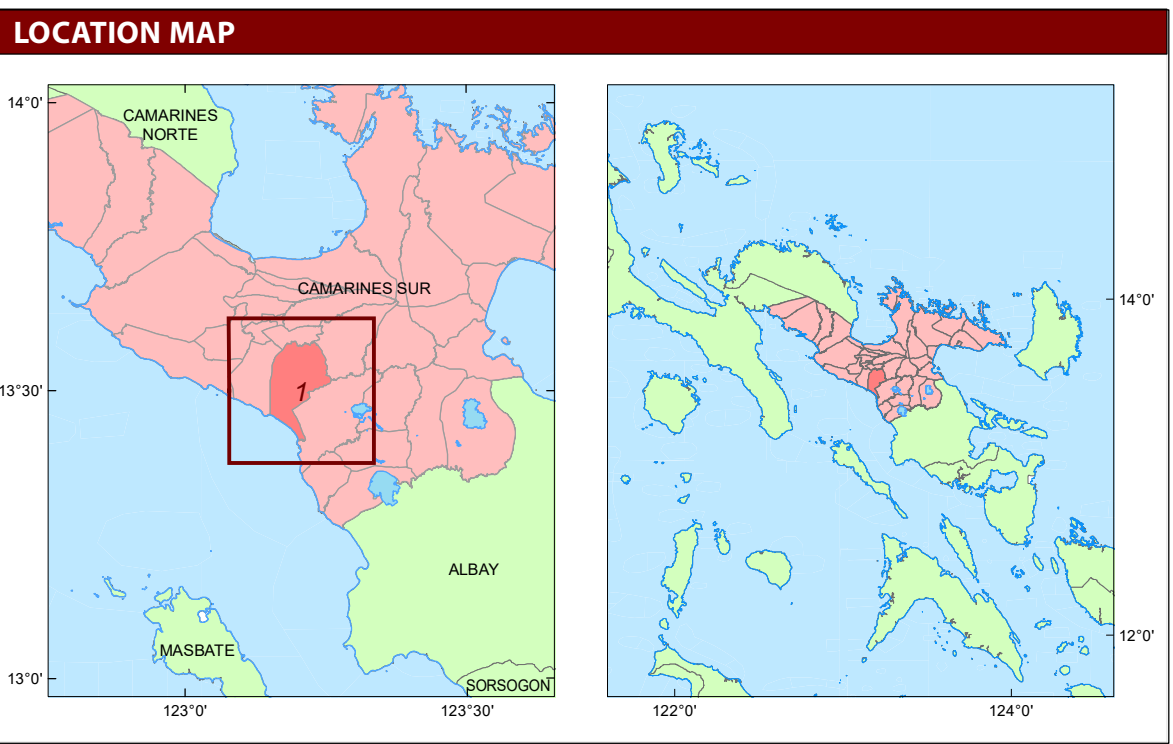 LOCATION MAP
14°0'
CAMARINES
NORTE
CAMARINES SUR
13°30'
1
ALBAY
MASBATE
13°0'
SORSOGON
123°0'
123°30'
14°0'
12°0'
122°0'
124°0'